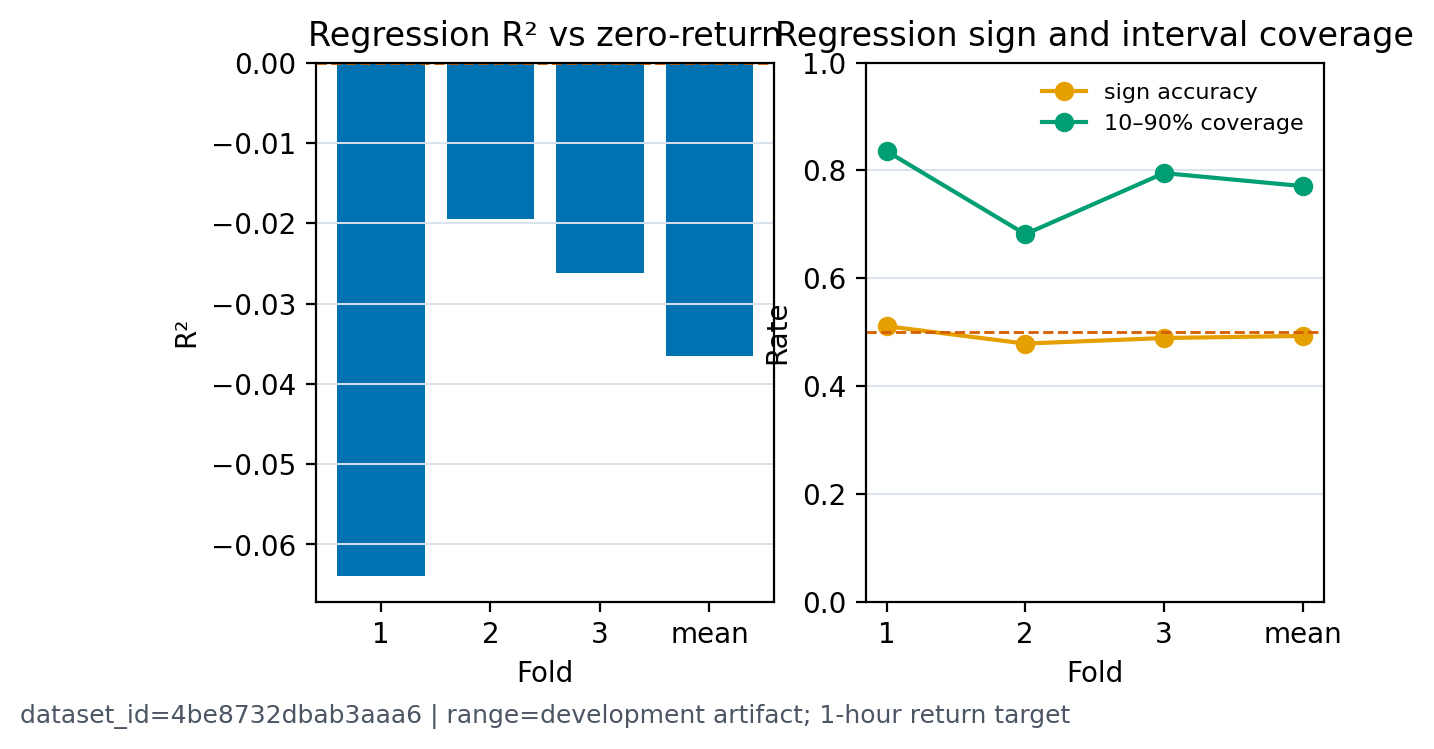 Regression R² vs zero-return
0.00
−0.01
−0.02
−0.03
−0.04
−0.05
−0.06
R²
1 2 3 mean
Fold
Regression sign and interval coverage
1.0
0.8
0.6
0.4
0.2
0.0
Rate
sign accuracy
10–90% coverage
1 2 3 mean
Fold
dataset_id=4be8732dbab3aaa6 | range=development artifact; 1-hour return target